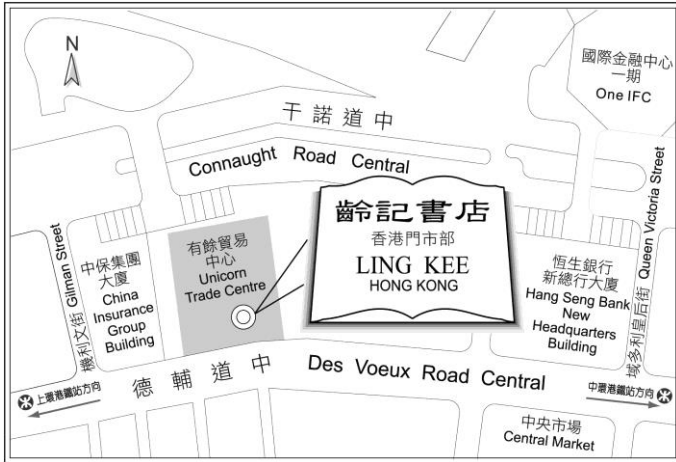 N
國際金融中心
一期
One IFC
干諾道中
Connaught Road Central
齡記書店
香港門市部
LING KEE
HONG KONG
機利文街 Gilman Street
中保集團
大廈
China
Insurance
Group
Building
有餘貿易
中心
Unicorn
Trade Centre
恒生銀行
新總行大廈
Hang Seng Bank
New
Headquarters
Building
域多利皇后街 Queen Victoria Street
德輔道中 Des Voeux Road Central
上環港鐵站方向
中環港鐵站方向
中央市場
Central Market